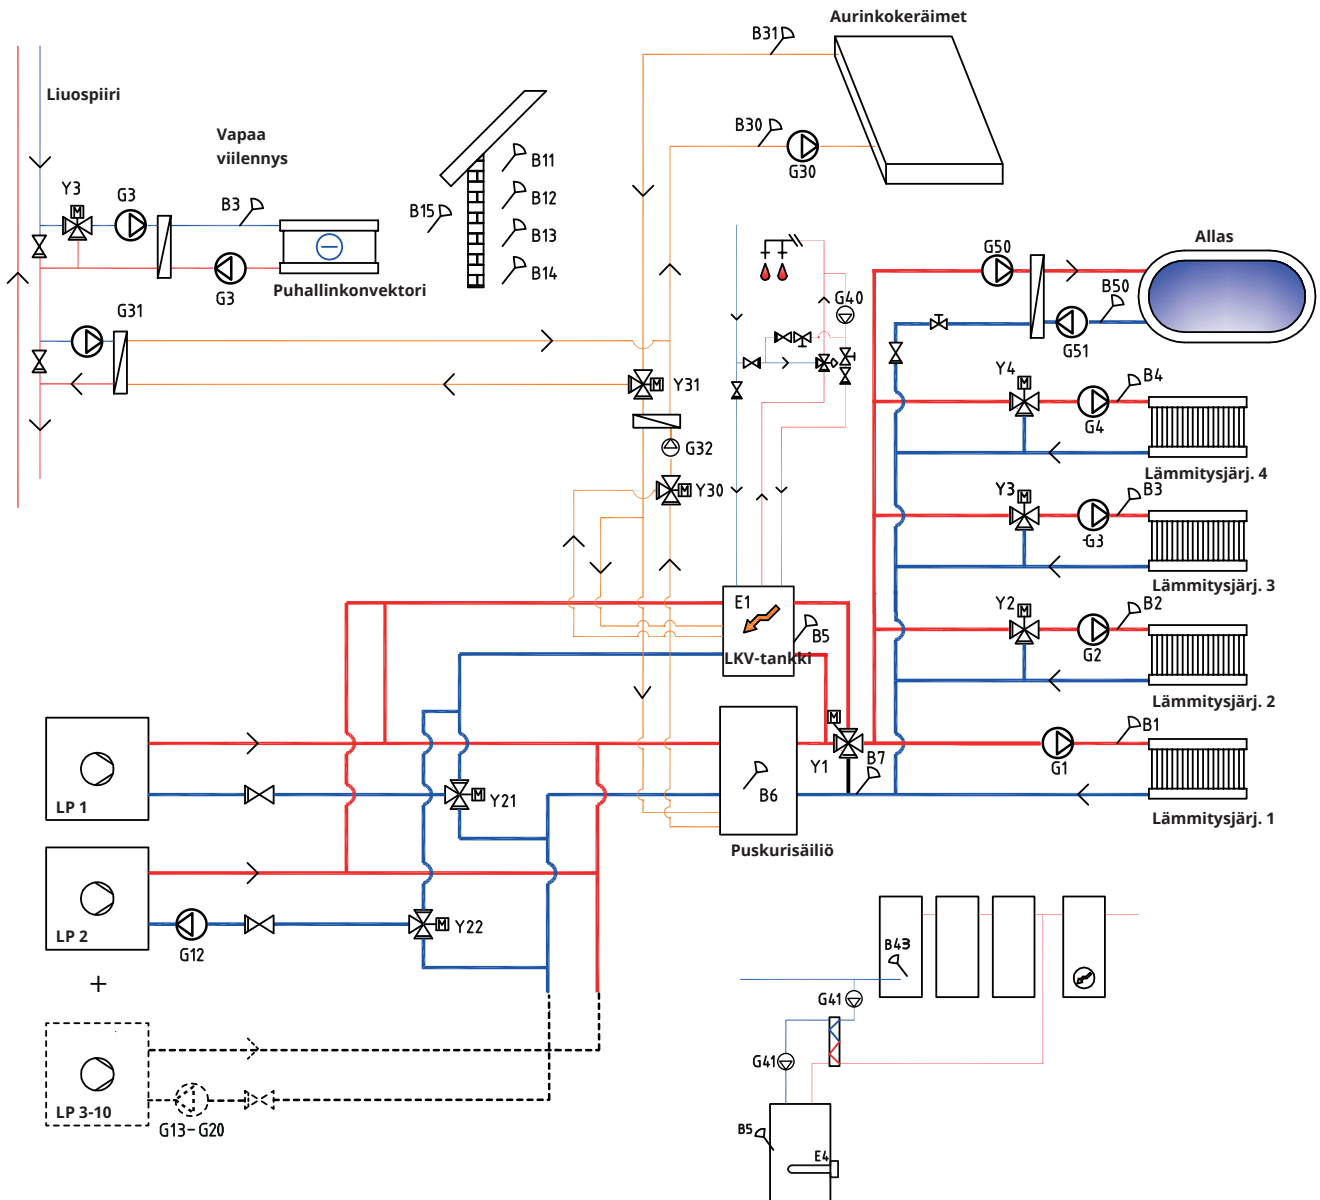 Aurinkokeräimet
B31
Liuospiiri
Vapaa
viilennys
B30
G30
B11
B12
B13
B14
B15
Y3
G3
B3
G3
Puhallinkonvektori
G31
G40
G50
Allas
B50
G51
Y31
G32
Y30
Y4
B4
G4
Lämmitysjärj. 4
Y3
B3
G3
Lämmitysjärj. 3
Y2
B2
G2
Lämmitysjärj. 2
E1
B5
LKV-tankki
M
Y1
B7
G1
B1
Lämmitysjärj. 1
B6
Puskurisäiliö
LP 1
Y21
LP 2
G12
Y22
+
LP 3-10
G13-G20
B43
G41
G41
B5
E4